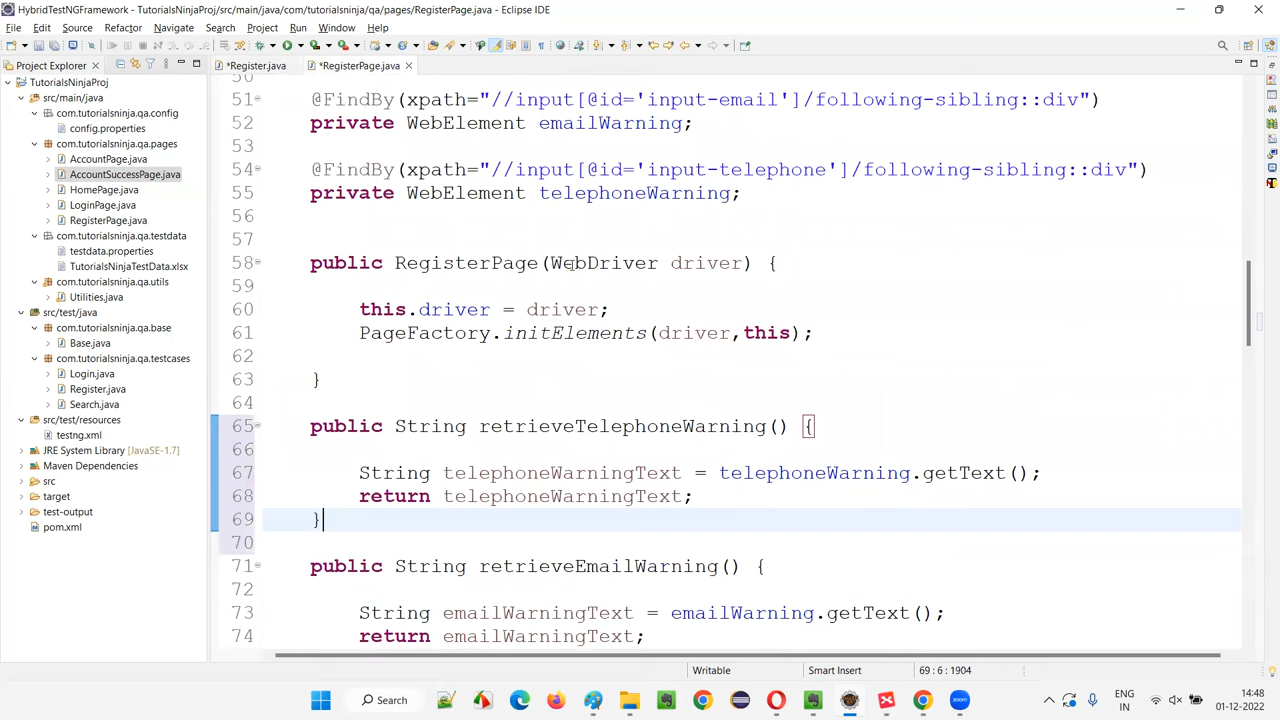 HybridTestNGFramework - TutorialsNinjaProj/src/main/java/com/tutorialsninja/qa/pages/RegisterPage.java - Eclipse IDE
File Edit Source Refactor Navigate Search Project Run Window Help
Project Explorer
*Register.java
*RegisterPage.java
TutorialsNinjaProj
src/main/java
com.tutorialsninja.qa.config
config.properties
com.tutorialsninja.qa.pages
AccountPage.java
AccountSuccessPage.java
HomePage.java
LoginPage.java
RegisterPage.java
com.tutorialsninja.qa.testdata
testdata.properties
TutorialsNinjaTestData.xlsx
com.tutorialsninja.qa.utils
Utilities.java
src/test/java
com.tutorialsninja.qa.base
Base.java
com.tutorialsninja.qa.testcases
Login.java
Register.java
Search.java
src/test/resources
testng.xml
JRE System Library [JavaSE-1.7]
Maven Dependencies
src
target
test-output
pom.xml
50
51 @FindBy(xpath="//input[@id='input-email']/following-sibling::div")
52 private WebElement emailWarning;
53
54 @FindBy(xpath="//input[@id='input-telephone']/following-sibling::div")
55 private WebElement telephoneWarning;
56
57
58 public RegisterPage(WebDriver driver) {
59
60 this.driver = driver;
61 PageFactory.initElements(driver,this);
62
63 }
64
65 public String retrieveTelephoneWarning() {
66
67 String telephoneWarningText = telephoneWarning.getText();
68 return telephoneWarningText;
69 }
70
71 public String retrieveEmailWarning() {
72
73 String emailWarningText = emailWarning.getText();
74 return emailWarningText;
Writable Smart Insert 69 : 6 : 1904
Search
ENG
IN
14:48
01-12-2022